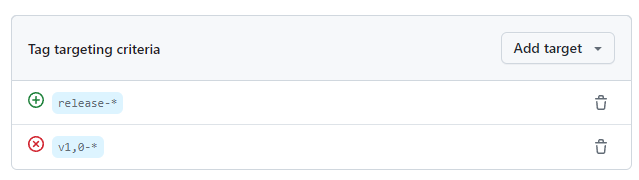 Tag targeting criteria
Add target
release-*
v1,0-*